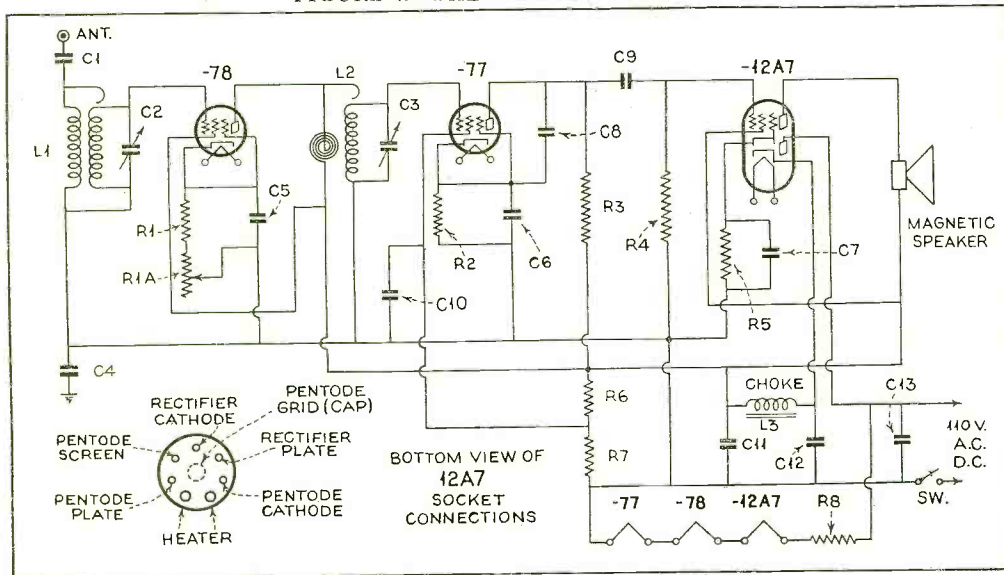 ANT.
C1
-78
L2
-77
C9
-12A7
C2
C3
C8
L1
C5
R3
R4
MAGNETIC
SPEAKER
R1
R2
C6
C7
R1A
C10
R5
C4
PENTODE
GRID (CAP)
RECTIFIER
CATHODE
PENTODE
SCREEN
RECTIFIER
PLATE
PENTODE
PLATE
PENTODE
CATHODE
HEATER
BOTTOM VIEW OF
12A7
SOCKET
CONNECTIONS
R6
R7
CHOKE
L3
C11
C12
C13
110 V.
A.C.
D.C.
SW.
-77
-78
-12A7
R8